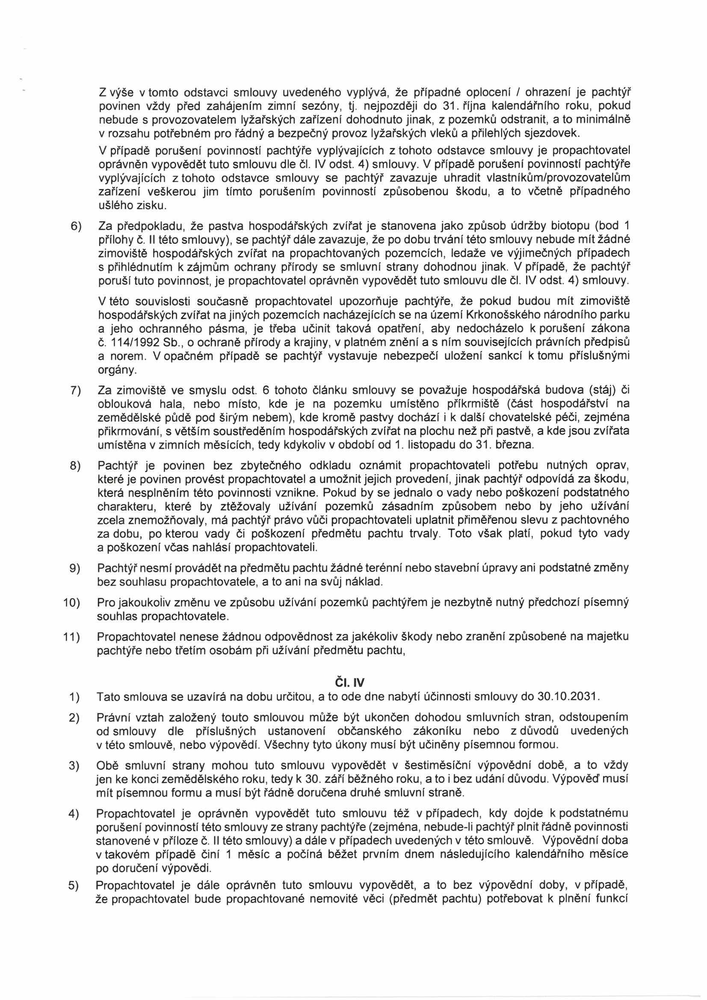 Z výše v tomto odstavci smlouvy uvedeného vyplývá, že případné oplocení / ohrazení je pachtýř
povinen vždy před zahájením zimní sezóny, tj. nejpozději do 31. října kalendářního roku, pokud
nebude s provozovatelem lyžařských zařízení dohodnuto jinak, z pozemků odstranit, a to minimálně
v rozsahu potřebném pro řádný a bezpečný provoz lyžařských vleků a přilehlých sjezdovek.
V případě porušení povinností pachtýře vyplývajících z tohoto odstavce smlouvy je propachtovatel
oprávněn vypovědět tuto smlouvu dle čl. IV odst. 4) smlouvy. V případě porušení povinností pachtýře
vyplývajících z tohoto odstavce smlouvy se pachtýř zavazuje uhradit vlastníkům/provozovatelům
zařízení veškerou jim tímto porušením povinností způsobenou škodu, a to včetně případného
ušlého zisku.
6) Za předpokladu, že pastva hospodářských zvířat je stanovena jako způsob údržby biotopu (bod 1
přílohy č. II této smlouvy), se pachtýř dále zavazuje, že po dobu trvání této smlouvy nebude mít žádné
zimoviště hospodářských zvířat na propachtovaných pozemcích, ledaže ve výjimečných případech
s přihlédnutím k zájmům ochrany přírody se smluvní strany dohodnou jinak. V případě, že pachtýř
poruší tuto povinnost, je propachtovatel oprávněn vypovědět tuto smlouvu dle čl. IV odst. 4) smlouvy.
V této souvislosti současně propachtovatel upozorňuje pachtýře, že pokud budou mít zimoviště
hospodářských zvířat na jiných pozemcích nacházejících se na území Krkonošského národního parku
a jeho ochranného pásma, je třeba učinit taková opatření, aby nedocházelo k porušení zákona
č. 114/1992 Sb., o ochraně přírody a krajiny, v platném znění a s ním souvisejících právních předpisů
a norem. V opačném případě se pachtýř vystavuje nebezpečí uložení sankcí k tomu příslušnými
orgány.
7) Za zimoviště ve smyslu odst. 6 tohoto článku smlouvy se považuje hospodářská budova (stáj) či
oblouková hala, nebo místo, kde je na pozemku umístěno příkrmiště (část hospodářství na
zemědělské půdě pod širým nebem), kde kromě pastvy dochází i k další chovatelské péči, zejména
přikrmování, s větším soustředěním hospodářských zvířat na plochu než při pastvě, a kde jsou zvířata
umístěna v zimních měsících, tedy kdykoliv v období od 1. listopadu do 31. března.
8) Pachtýř je povinen bez zbytečného odkladu oznámit propachtovateli potřebu nutných oprav,
které je povinen provést propachtovatel a umožnit jejich provedení, jinak pachtýř odpovídá za škodu,
která nesplněním této povinnosti vznikne. Pokud by se jednalo o vady nebo poškození podstatného
charakteru, které by ztěžovaly užívání pozemků zásadním způsobem nebo by jeho užívání
zcela znemožňovaly, má pachtýř právo vůči propachtovateli uplatnit přiměřenou slevu z pachtovného
za dobu, po kterou vady či poškození předmětu pachtu trvaly. Toto však platí, pokud tyto vady
a poškození včas nahlásí propachtovateli.
9) Pachtýř nesmí provádět na předmětu pachtu žádné terénní nebo stavební úpravy ani podstatné změny
bez souhlasu propachtovatele, a to ani na svůj náklad.
10) Pro jakoukoliv změnu ve způsobu užívání pozemků pachtýřem je nezbytně nutný předchozí písemný
souhlas propachtovatele.
11) Propachtovatel nenese žádnou odpovědnost za jakékoliv škody nebo zranění způsobené na majetku
pachtýře nebo třetím osobám při užívání předmětu pachtu,
Čl. IV
1) Tato smlouva se uzavírá na dobu určitou, a to ode dne nabytí účinnosti smlouvy do 30.10.2031.
2) Právní vztah založený touto smlouvou může být ukončen dohodou smluvních stran, odstoupením
od smlouvy dle příslušných ustanovení občanského zákoníku nebo z důvodů uvedených
v této smlouvě, nebo výpovědí. Všechny tyto úkony musí být učiněny písemnou formou.
3) Obě smluvní strany mohou tuto smlouvu vypovědět v šestiměsíční výpovědní době, a to vždy
jen ke konci zemědělského roku, tedy k 30. září běžného roku, a to i bez udání důvodu. Výpověď musí
mít písemnou formu a musí být řádně doručena druhé smluvní straně.
4) Propachtovatel je oprávněn vypovědět tuto smlouvu též v případech, kdy dojde k podstatnému
porušení povinností této smlouvy ze strany pachtýře (zejména, nebude-li pachtýř plnit řádně povinnosti
stanovené v příloze č. II této smlouvy) a dále v případech uvedených v této smlouvě. Výpovědní doba
v takovém případě činí 1 měsíc a počíná běžet prvním dnem následujícího kalendářního měsíce
po doručení výpovědi.
5) Propachtovatel je dále oprávněn tuto smlouvu vypovědět, a to bez výpovědní doby, v případě,
že propachtovatel bude propachtované nemovité věci (předmět pachtu) potřebovat k plnění funkcí